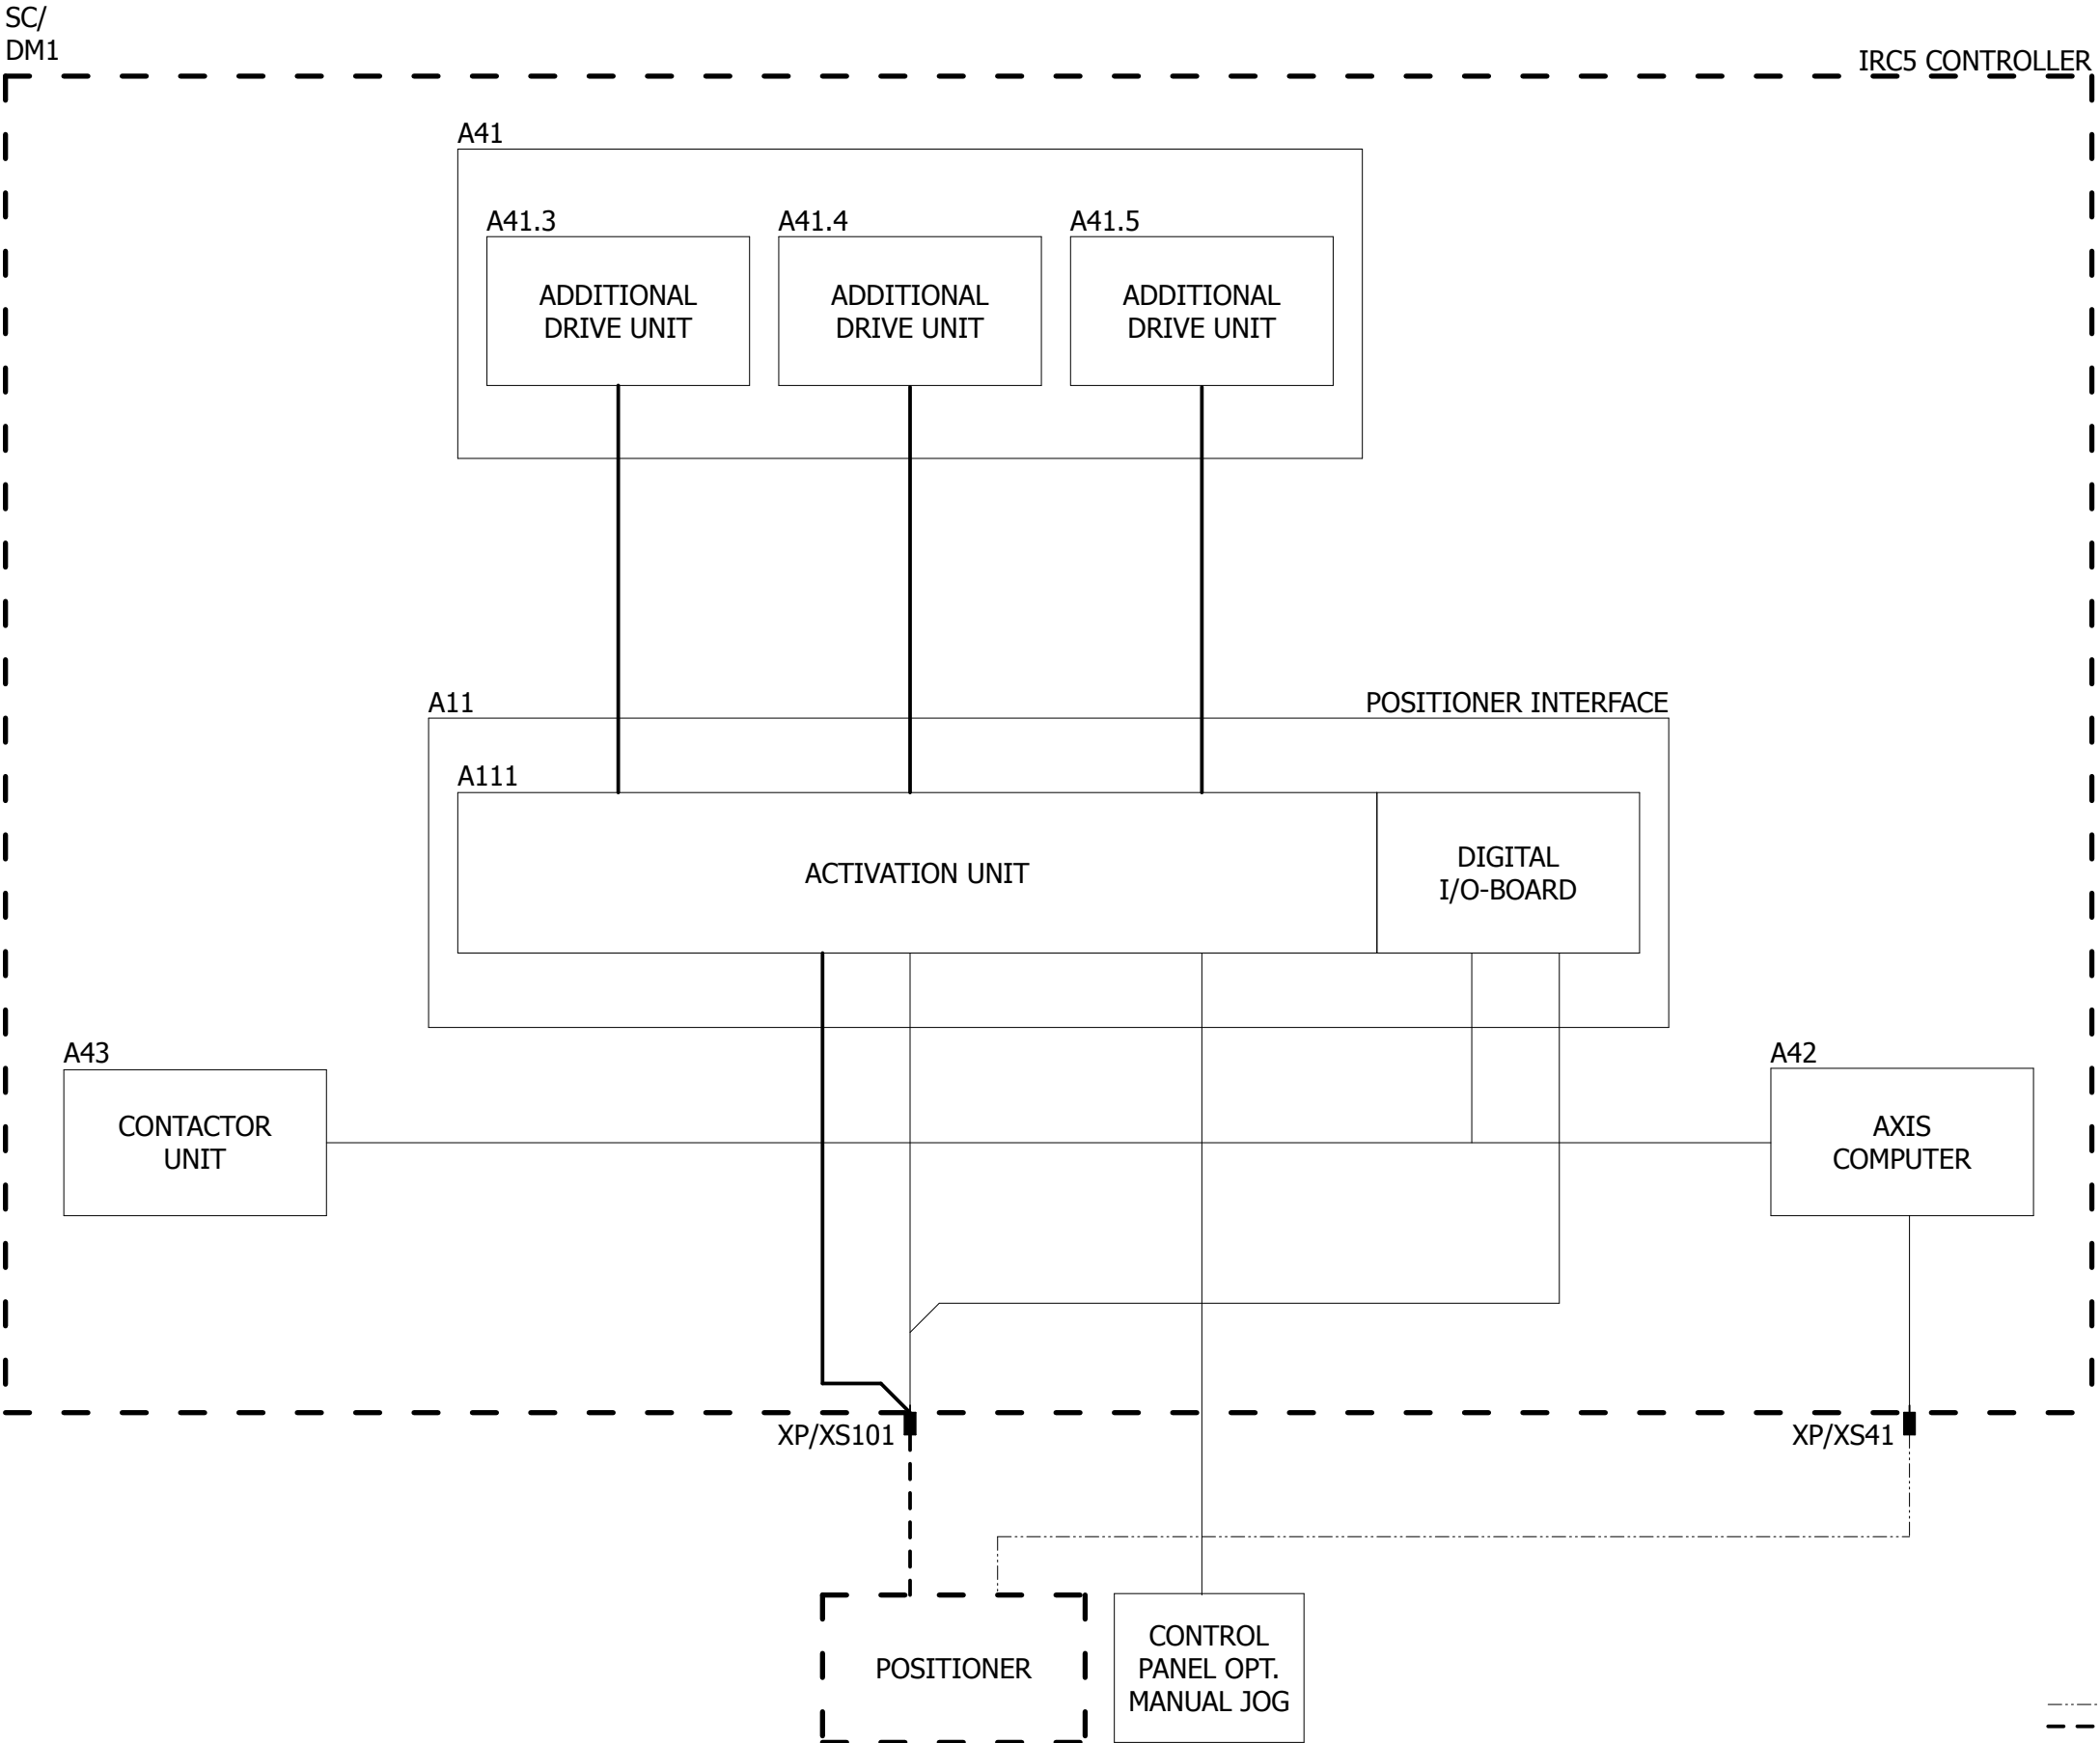 SC/
DM1
IRC5 CONTROLLER
A41
A41.3
A41.4
A41.5
ADDITIONAL
DRIVE UNIT
ADDITIONAL
DRIVE UNIT
ADDITIONAL
DRIVE UNIT
A11
POSITIONER INTERFACE
A111
ACTIVATION UNIT
DIGITAL
I/O-BOARD
A43
CONTACTOR
UNIT
A42
AXIS
COMPUTER
XP/XS101
XP/XS41
POSITIONER
CONTROL
PANEL OPT.
MANUAL JOG